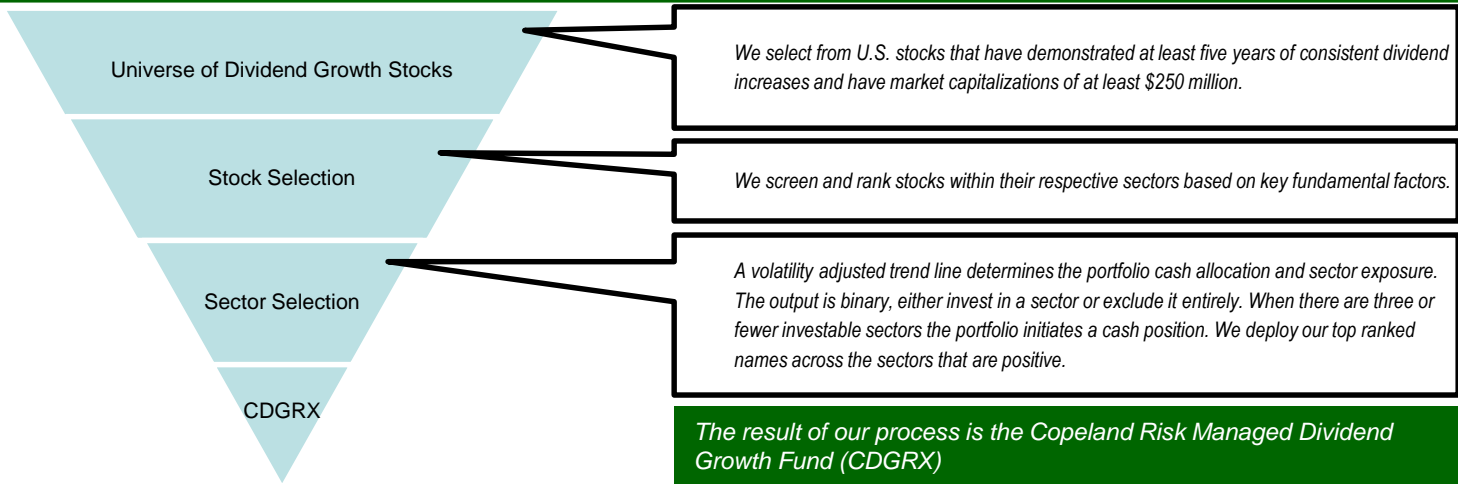 Universe of Dividend Growth Stocks
We select from U.S. stocks that have demonstrated at least five years of consistent dividend
increases and have market capitalizations of at least $250 million.
Stock Selection
We screen and rank stocks within their respective sectors based on key fundamental factors.
Sector Selection
A volatility adjusted trend line determines the portfolio cash allocation and sector exposure.
The output is binary, either invest in a sector or exclude it entirely. When there are three or
fewer investable sectors the portfolio initiates a cash position. We deploy our top ranked
names across the sectors that are positive.
CDGRX
The result of our process is the Copeland Risk Managed Dividend
Growth Fund (CDGRX)